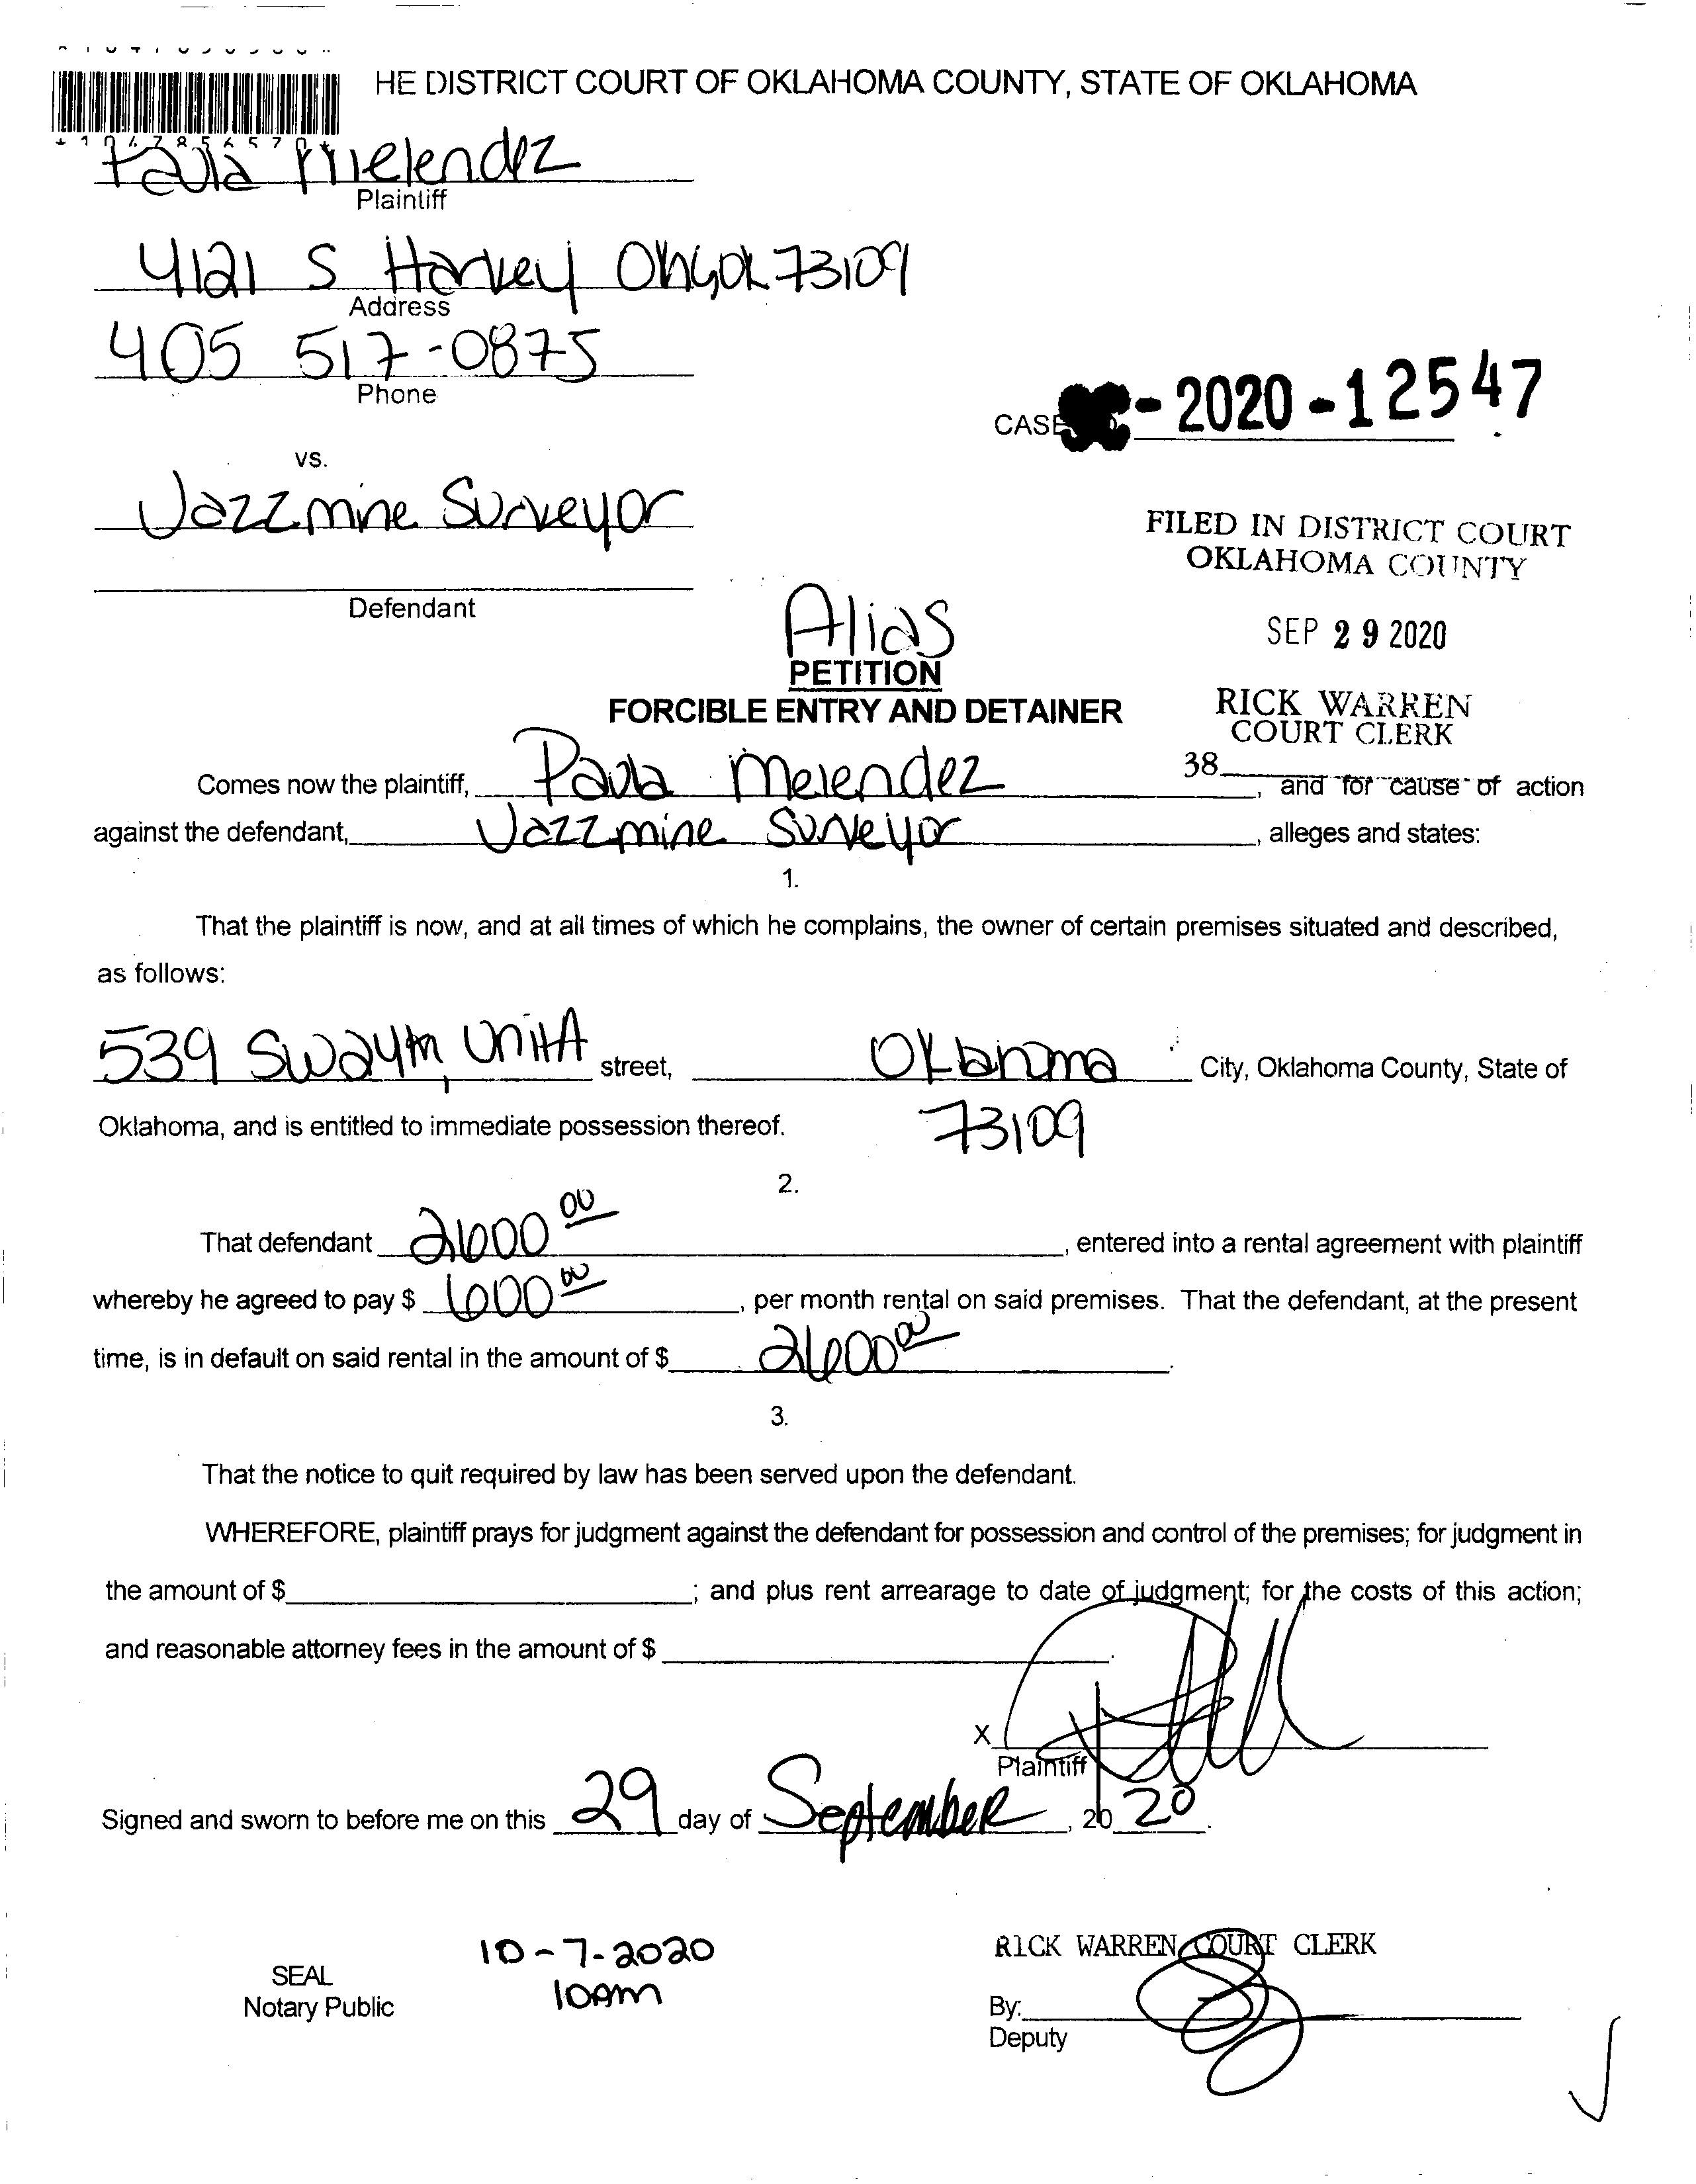 HE DISTRICT COURT OF OKLAHOMA COUNTY, STATE OF OKLAHOMA
*1047856570*
Paula Melendez
Plaintiff
4121 S Harvey OKC OK 73109
Address
405 517-0875
Phone
CASE - 2020 - 12547
vs.
Jazzmine Surveyor
FILED IN DISTRICT COURT
OKLAHOMA COUNTY
Defendant
SEP 29 2020
Alias
PETITION
FORCIBLE ENTRY AND DETAINER
RICK WARREN
COURT CLERK
38
Comes now the plaintiff, Paula Melendez, and for cause of action
against the defendant, Jazzmine Surveyor, alleges and states:
1.
That the plaintiff is now, and at all times of which he complains, the owner of certain premises situated and described,
as follows:
539 SW 24th, Unit A street, Oklahoma City, Oklahoma County, State of
Oklahoma, and is entitled to immediate possession thereof. 73109
2.
That defendant 2600 00, entered into a rental agreement with plaintiff
whereby he agreed to pay $ 600 00, per month rental on said premises. That the defendant, at the present
time, is in default on said rental in the amount of $ 2600 00.
3.
That the notice to quit required by law has been served upon the defendant.
WHEREFORE, plaintiff prays for judgment against the defendant for possession and control of the premises; for judgment in
the amount of $ ; and plus rent arrearage to date of judgment; for the costs of this action;
and reasonable attorney fees in the amount of $ .
X
Plaintiff
Signed and sworn to before me on this 29 day of September, 20 20.
10-7-2020
10am
SEAL
Notary Public
RICK WARREN COURT CLERK
By:
Deputy